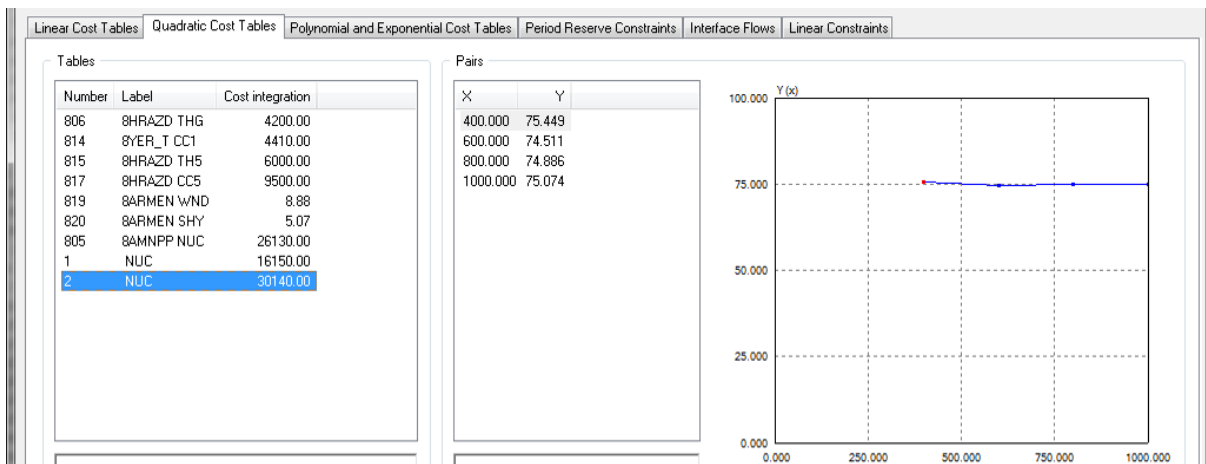 Linear Cost Tables Quadratic Cost Tables Polynomial and Exponential Cost Tables Period Reserve Constraints Interface Flows Linear Constraints
Tables
Number Label Cost integration
806 8HRAZD THG 4200.00
814 8YER_T CC1 4410.00
815 8HRAZD TH5 6000.00
817 8HRAZD CC5 9500.00
819 8ARMEN WND 8.88
820 8ARMEN SHY 5.07
805 8AMNPP NUC 26130.00
1 NUC 16150.00
2 NUC 30140.00
Pairs
X Y
400.000 75.449
600.000 74.511
800.000 74.886
1000.000 75.074
Y (x)
100.000
75.000
50.000
25.000
0.000
0.000 250.000 500.000 750.000 1000.000